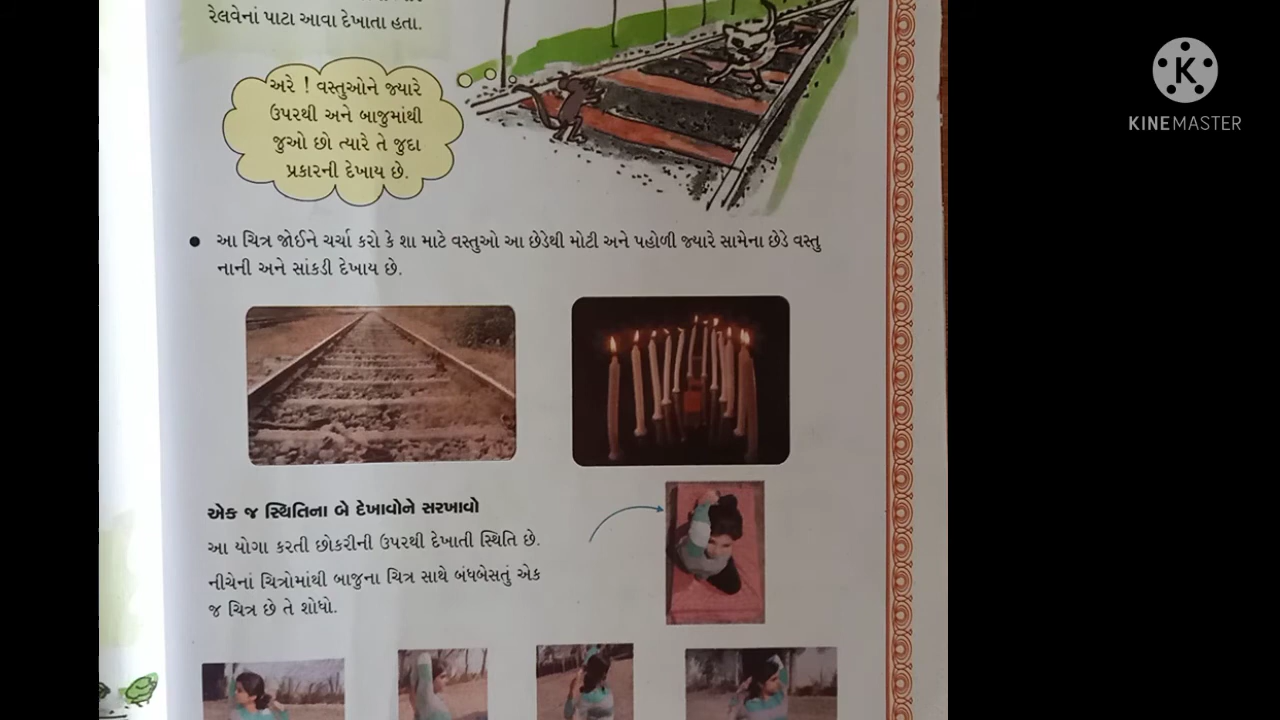 રેલવેનાં પાટા આવા દેખાતા હતા.
અરે ! વસ્તુઓને જ્યારે
ઉપરથી અને બાજુમાંથી
જુઓ છો ત્યારે તે જુદા
પ્રકારની દેખાય છે.
KINEMASTER
● આ ચિત્ર જોઈને ચર્ચા કરો કે શા માટે વસ્તુઓ આ છેડેથી મોટી અને પહોળી જ્યારે સામેના છેડે વસ્તુ
નાની અને સાંકડી દેખાય છે.
એક જ સ્થિતિના બે દેખાવોને સરખાવો
આ યોગા કરતી છોકરીની ઉપરથી દેખાતી સ્થિતિ છે.
નીચેનાં ચિત્રોમાંથી બાજુના ચિત્ર સાથે બંધબેસતું એક
જ ચિત્ર છે તે શોધો.